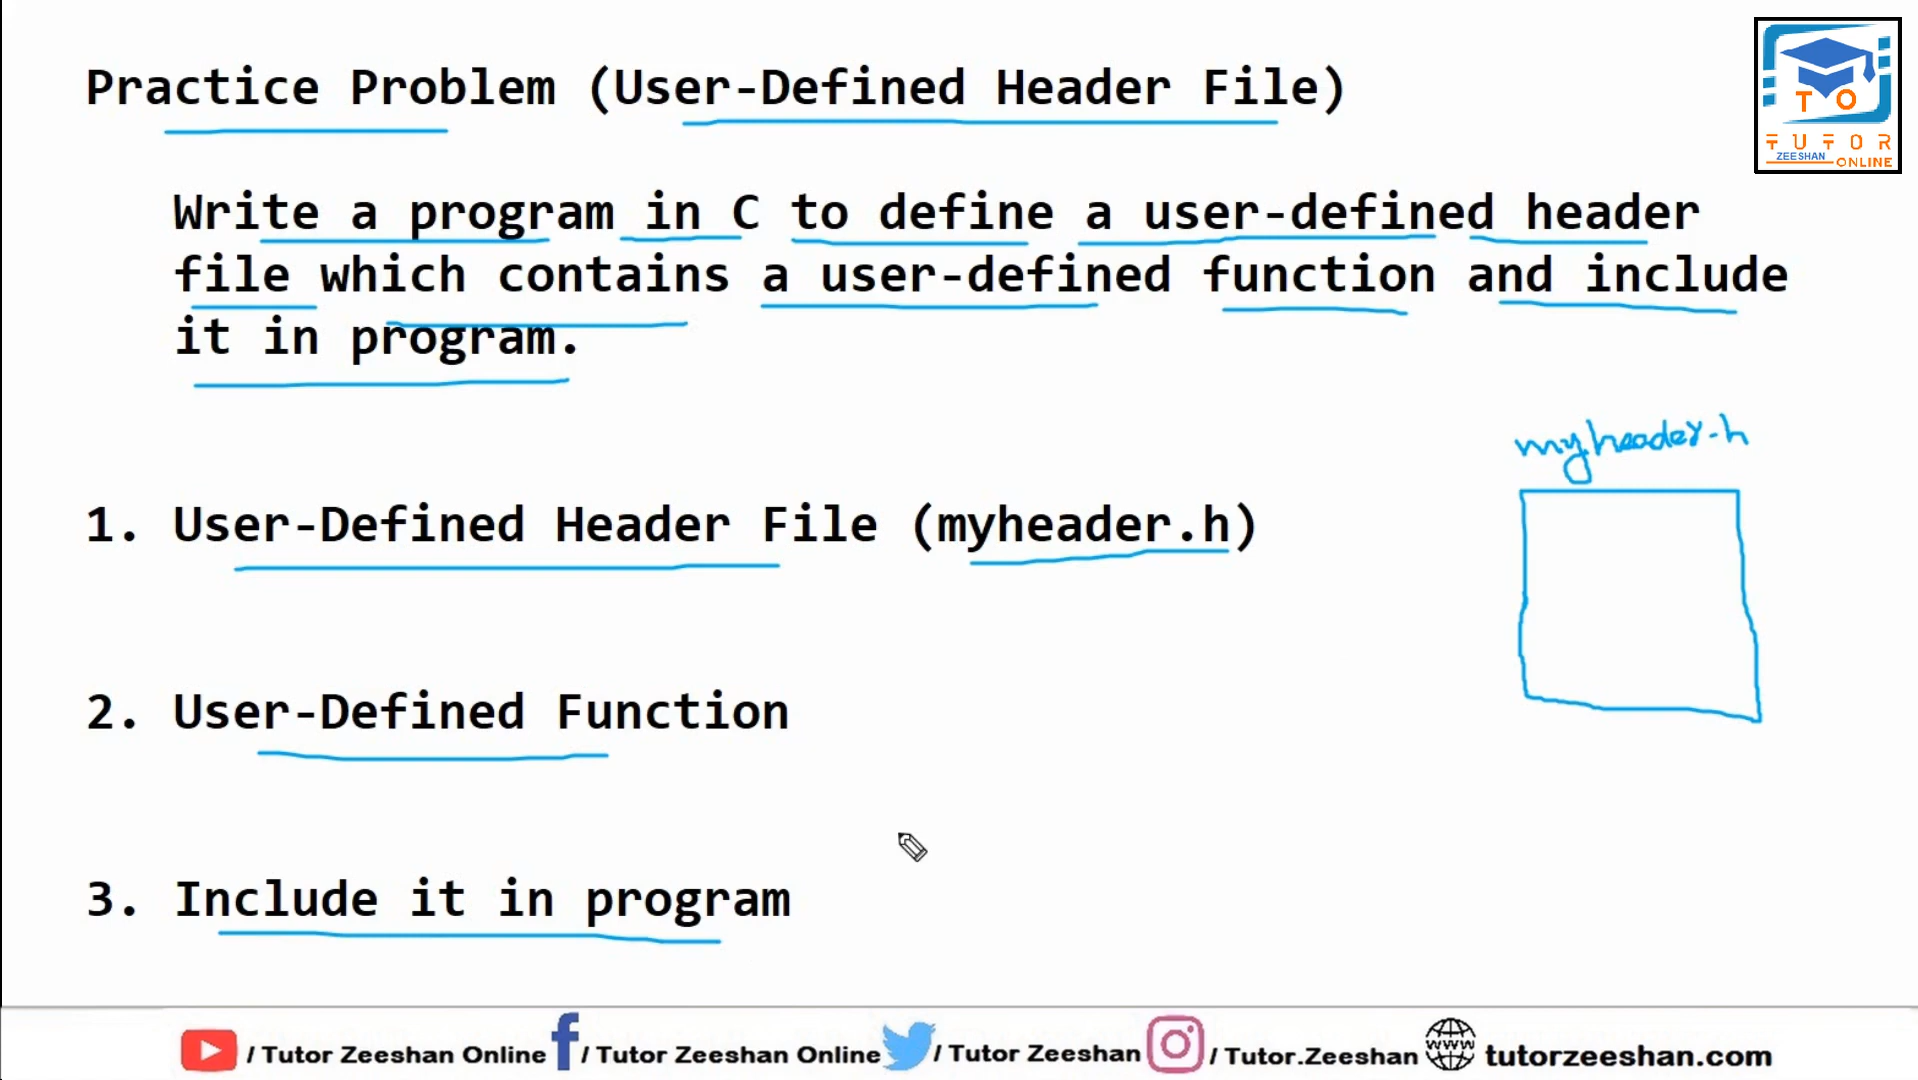 Practice Problem (User-Defined Header File)
TO
TUTOR
ZEESHAN ONLINE
Write a program in C to define a user-defined header
file which contains a user-defined function and include
it in program.
myheader.h
1. User-Defined Header File (myheader.h)
2. User-Defined Function
3. Include it in program
/ Tutor Zeeshan Online f / Tutor Zeeshan Online / Tutor Zeeshan / Tutor.Zeeshan WWW tutorzeeshan.com